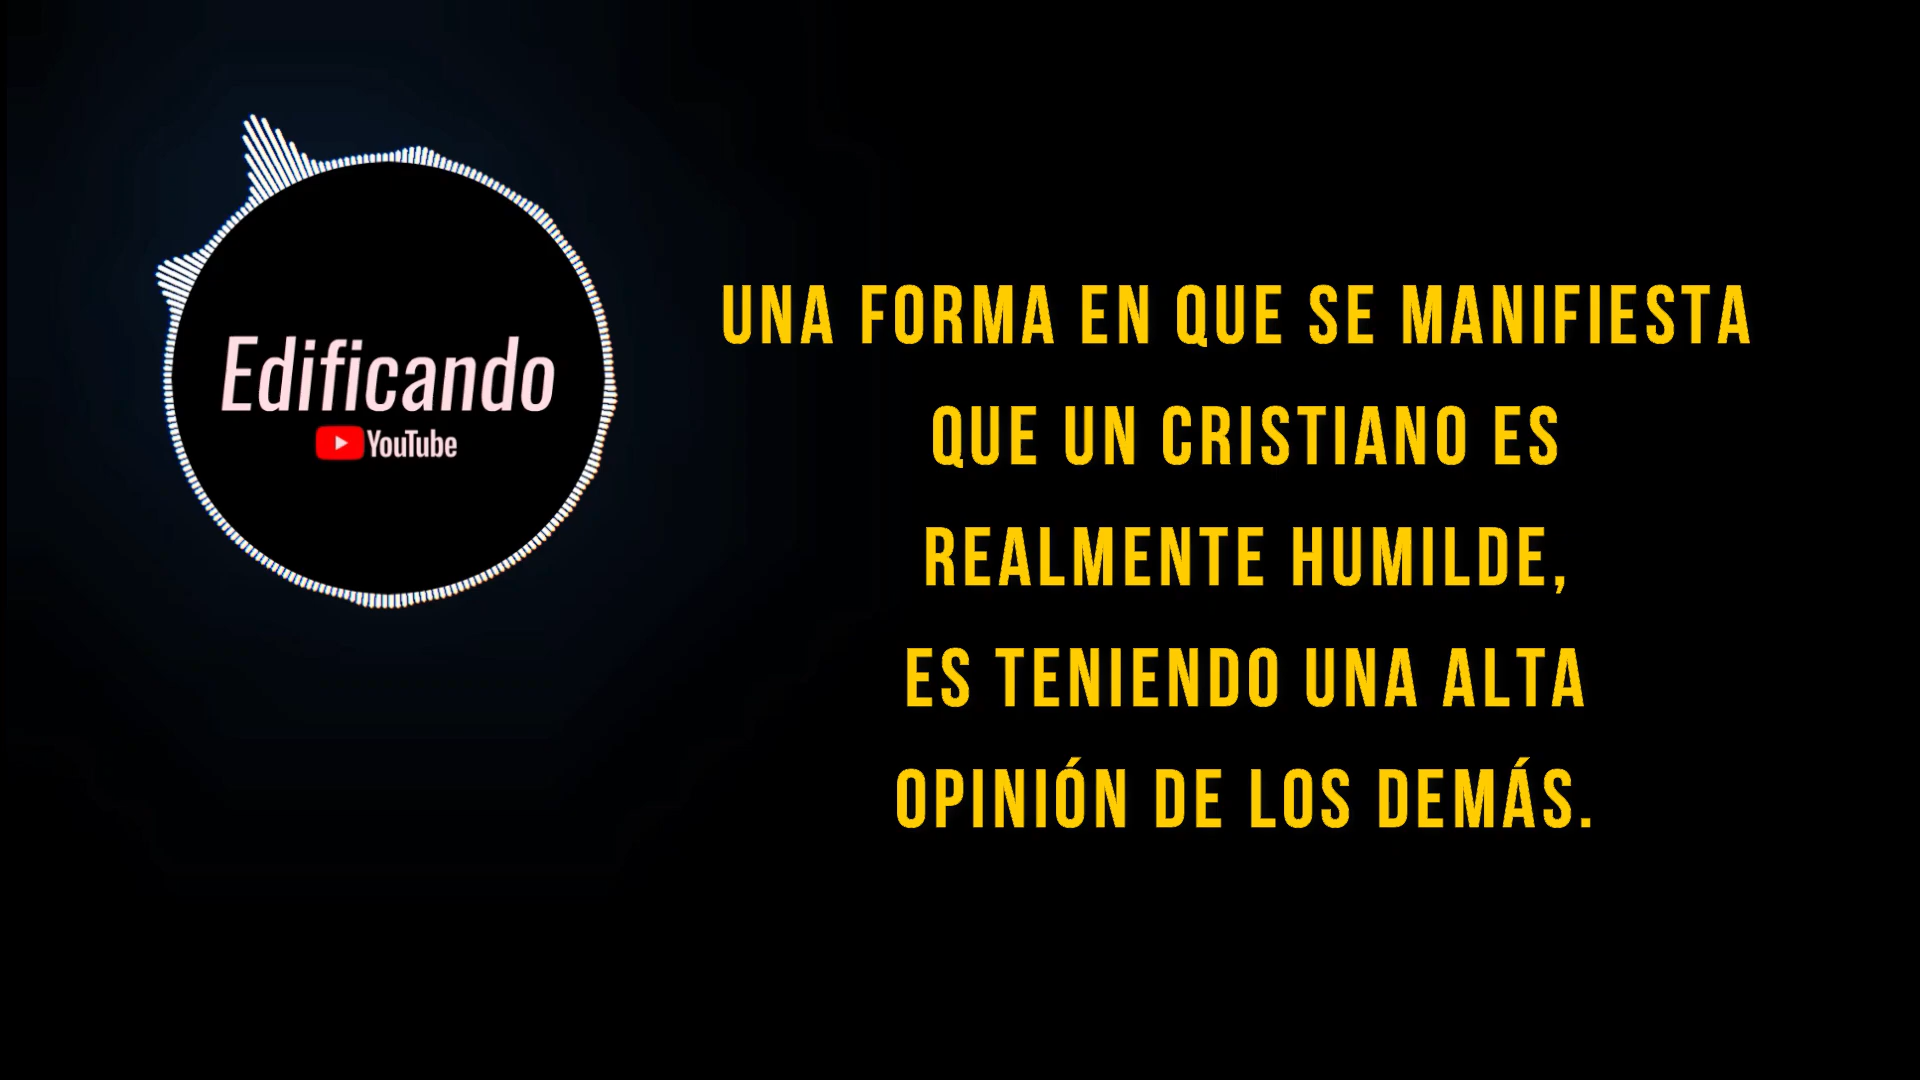 Edificando
YouTube
UNA FORMA EN QUE SE MANIFIESTA
QUE UN CRISTIANO ES
REALMENTE HUMILDE,
ES TENIENDO UNA ALTA
OPINIÓN DE LOS DEMÁS.